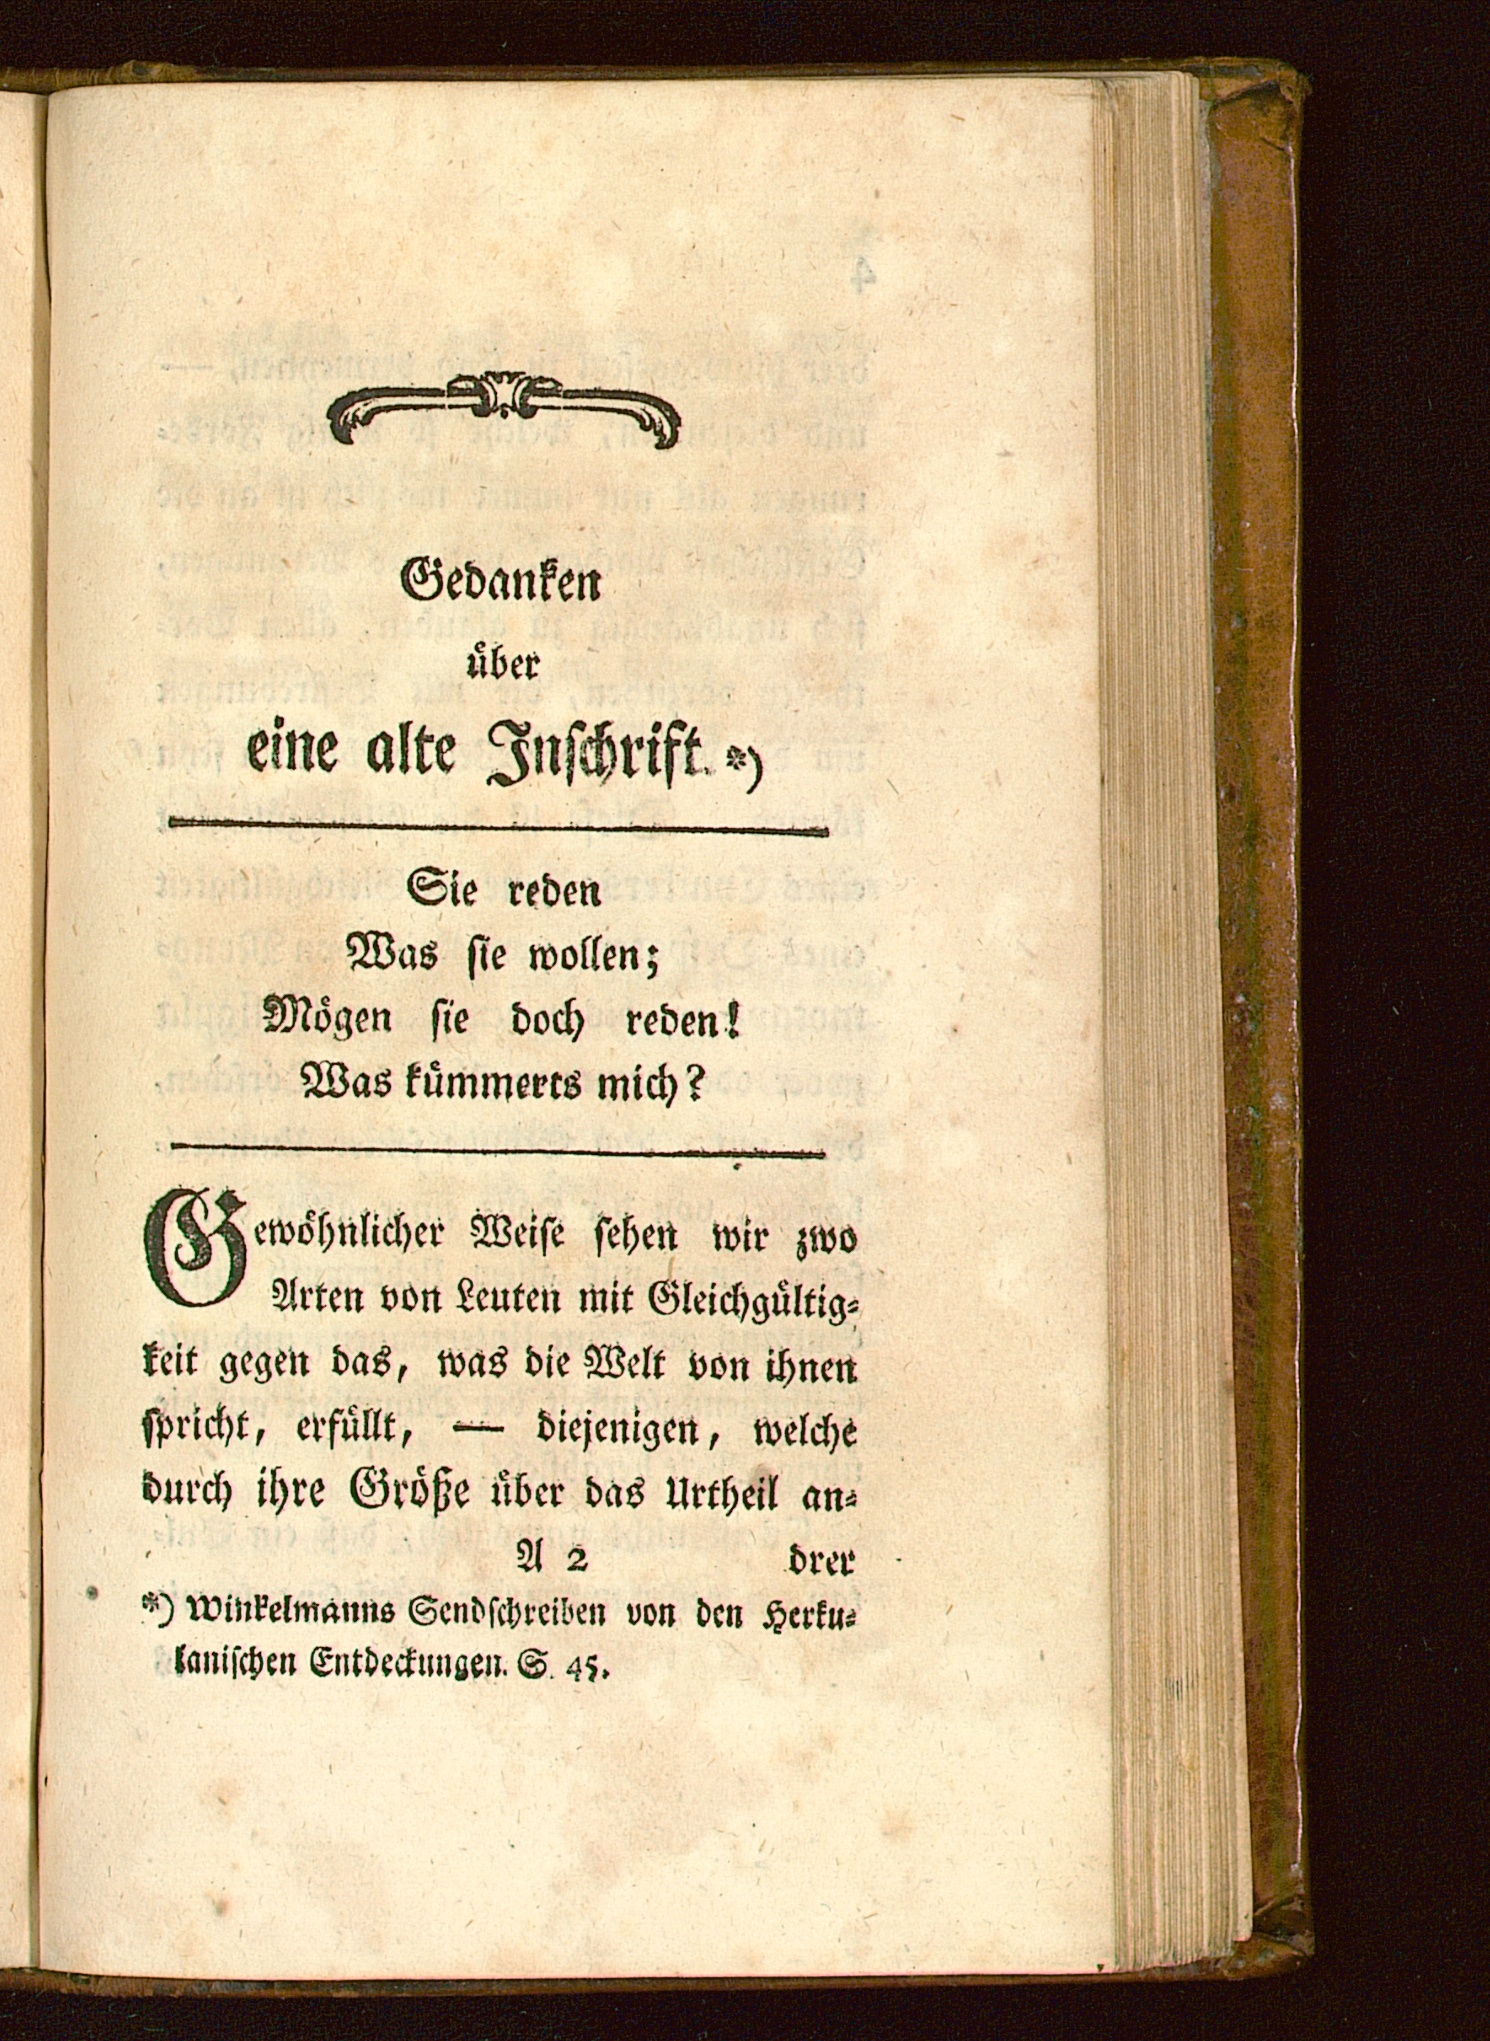 Gedanken
über
eine alte Inschrift. *)
Sie reden
Was sie wollen;
Mögen sie doch reden!
Was kümmerts mich?
Gewöhnlicher Weise sehen wir zwo
Arten von Leuten mit Gleichgültig-
keit gegen das, was die Welt von ihnen
spricht, erfüllt, — diejenigen, welche
durch ihre Größe über das Urtheil an-
A 2 drer
*) Winkelmanns Sendschreiben von den Herku-
lanischen Entdeckungen. S. 45.